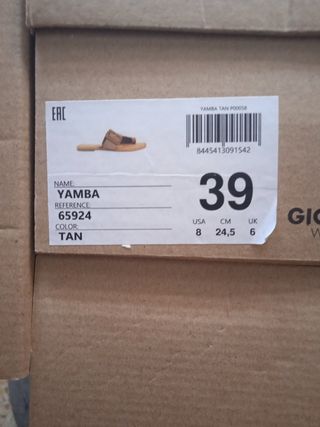 EAC
YAMBA TAN P00058
8445413091542
NAME:
YAMBA
REFERENCE:
65924
COLOR:
TAN
39
USA CM UK
8 24,5 6